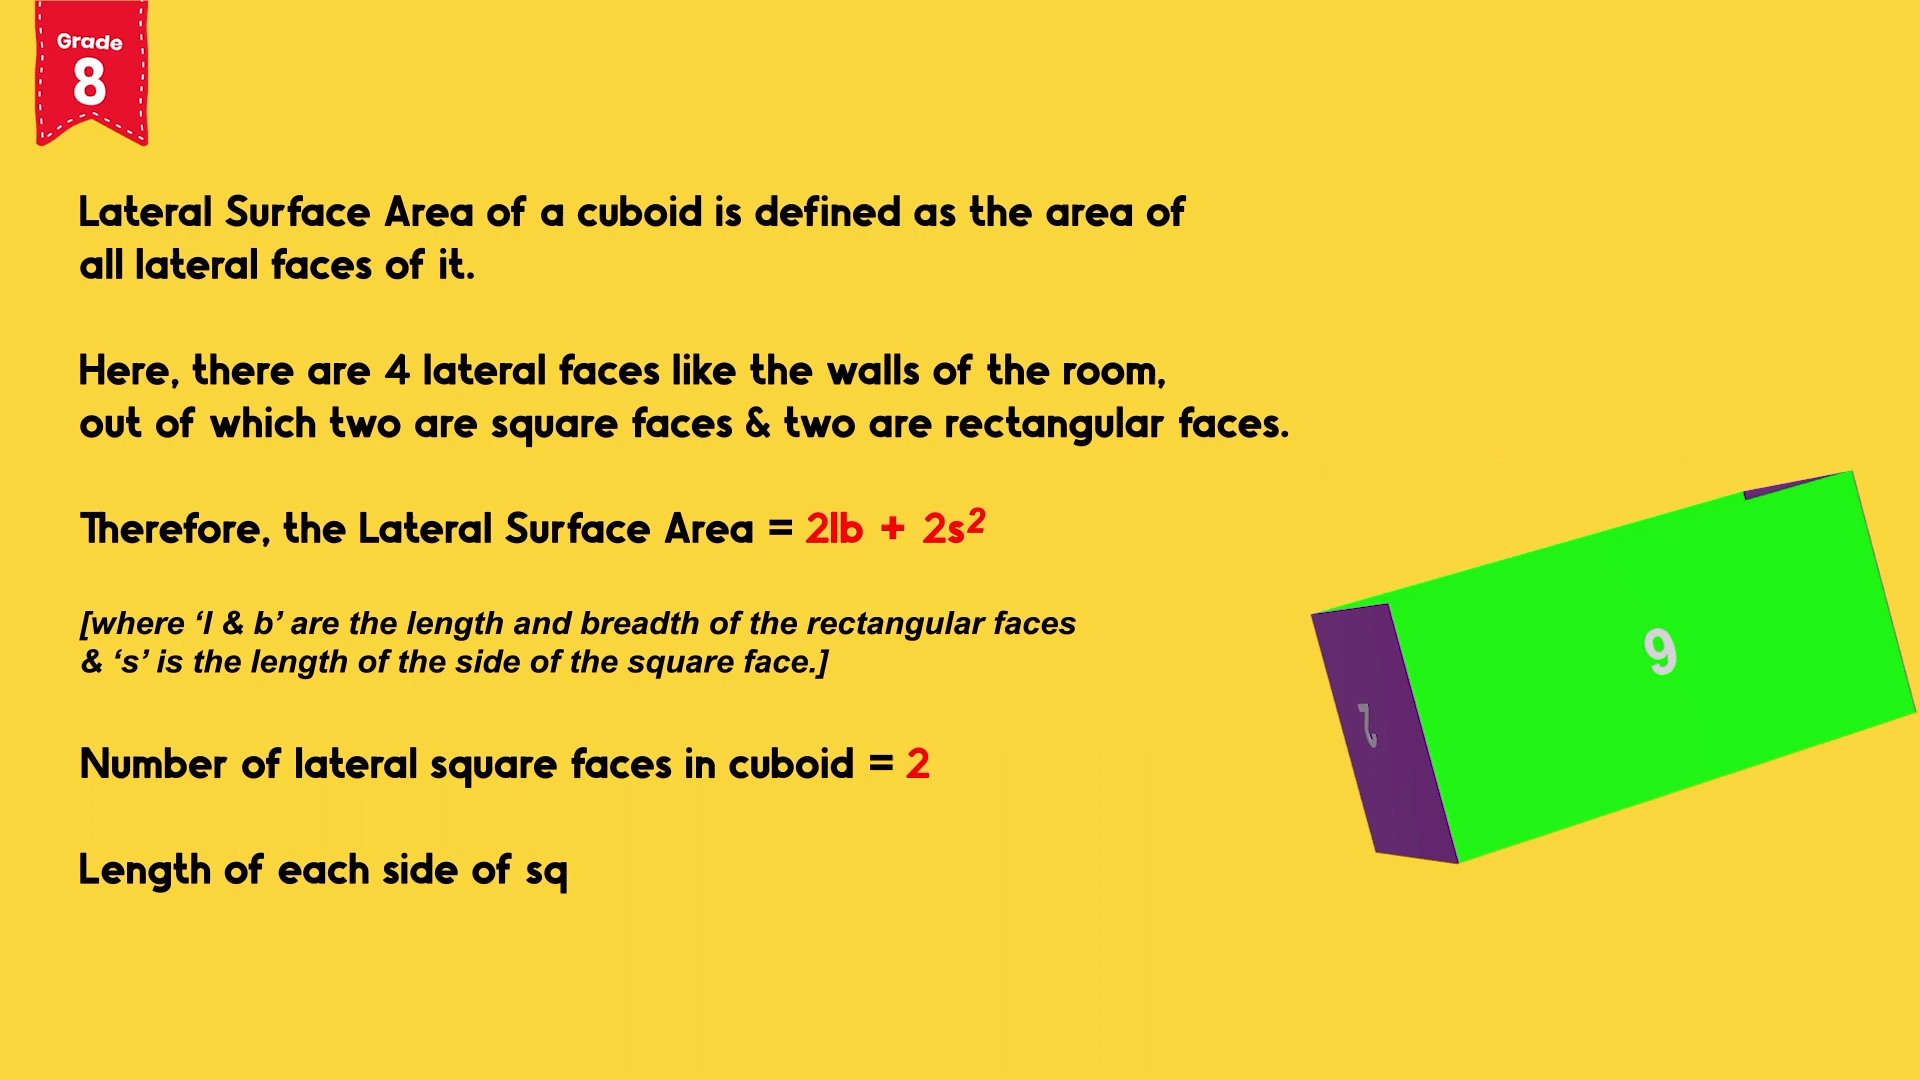 Grade
8
Lateral Surface Area of a cuboid is defined as the area of
all lateral faces of it.
Here, there are 4 lateral faces like the walls of the room,
out of which two are square faces & two are rectangular faces.
Therefore, the Lateral Surface Area = 2lb + 2s²
[where ‘l & b’ are the length and breadth of the rectangular faces
& ‘s’ is the length of the side of the square face.]
Number of lateral square faces in cuboid = 2
Length of each side of sq
6
2